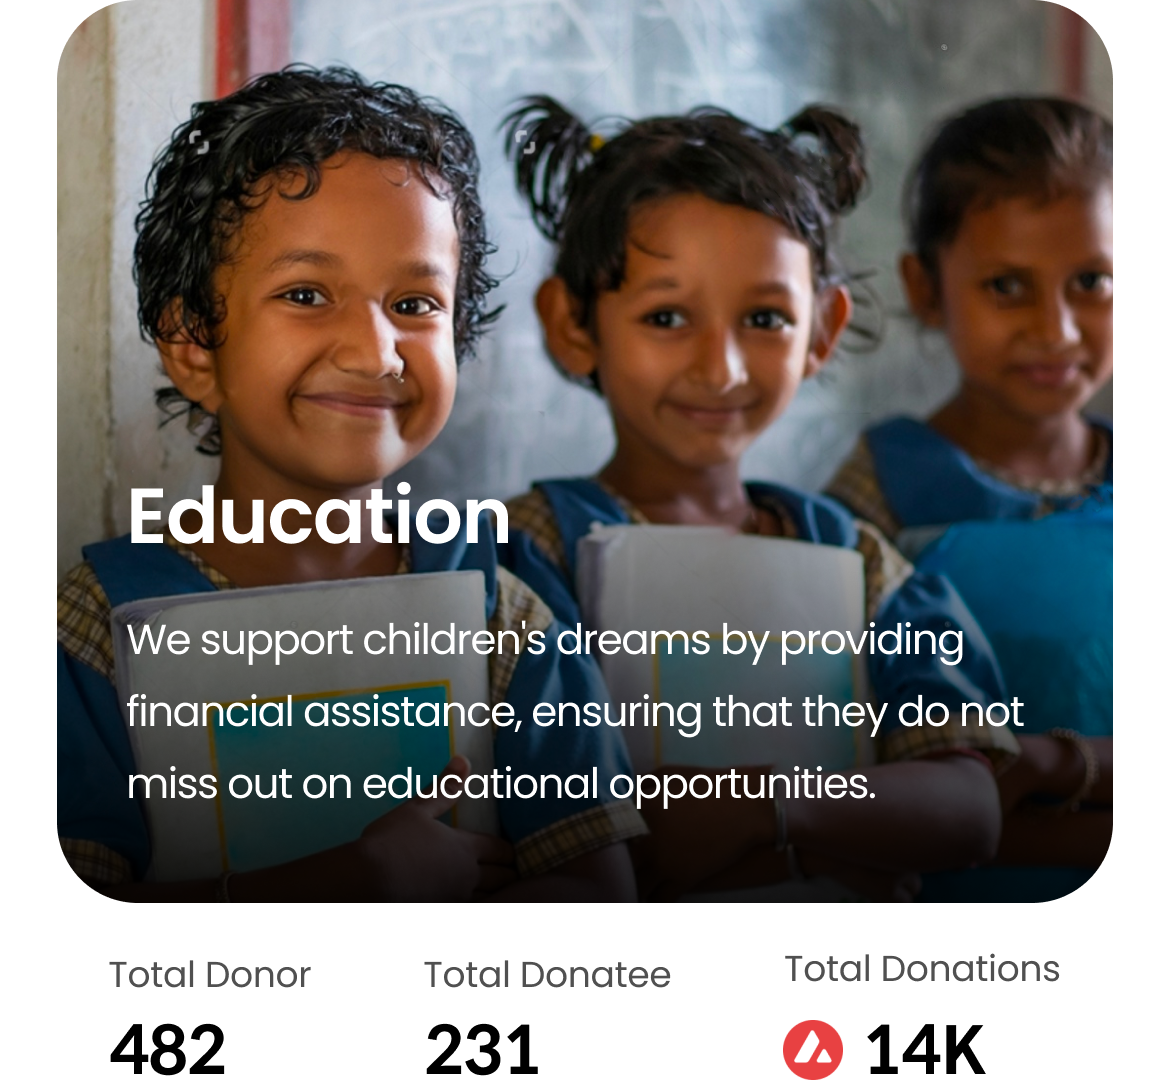 Education
We support children's dreams by providing
financial assistance, ensuring that they do not
miss out on educational opportunities.
Total Donor
Total Donatee
Total Donations
482
231
14K